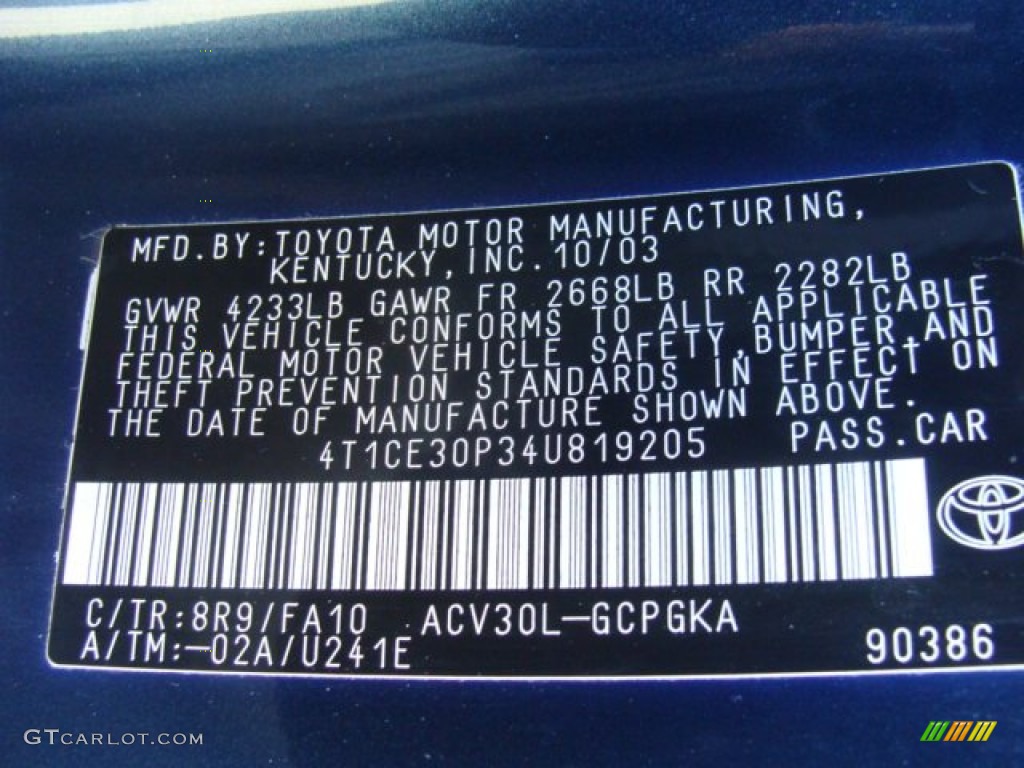 MFD. BY: TOYOTA MOTOR MANUFACTURING,
KENTUCKY, INC. 10/03
GVWR 4233LB GAWR FR 2668LB RR 2282LB
THIS VEHICLE CONFORMS TO ALL APPLICABLE
FEDERAL MOTOR VEHICLE SAFETY, BUMPER, AND
THEFT PREVENTION STANDARDS IN EFFECT ON
THE DATE OF MANUFACTURE SHOWN ABOVE.
4T1CE30P34U819205 PASS. CAR
C/TR: 8R9/FA10 ACV30L-GCPGKA
A/TM: -02A/U241E 90386
GTCARLOT.COM